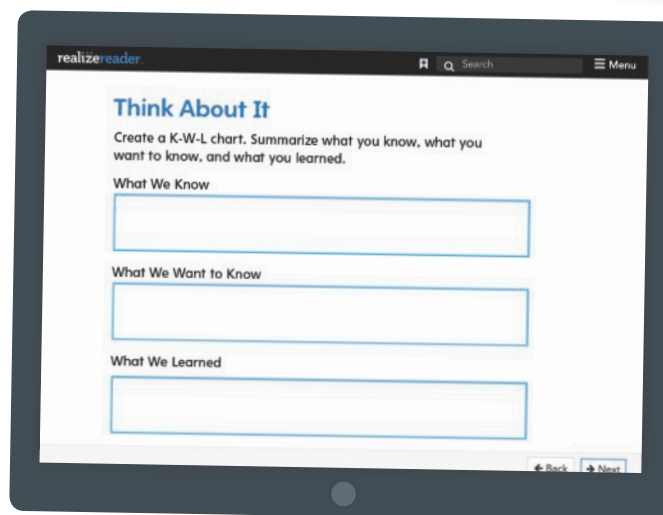 realizereader.
Search
Menu
Think About It
Create a K-W-L chart. Summarize what you know, what you
want to know, and what you learned.
What We Know
What We Want to Know
What We Learned
Back
Next